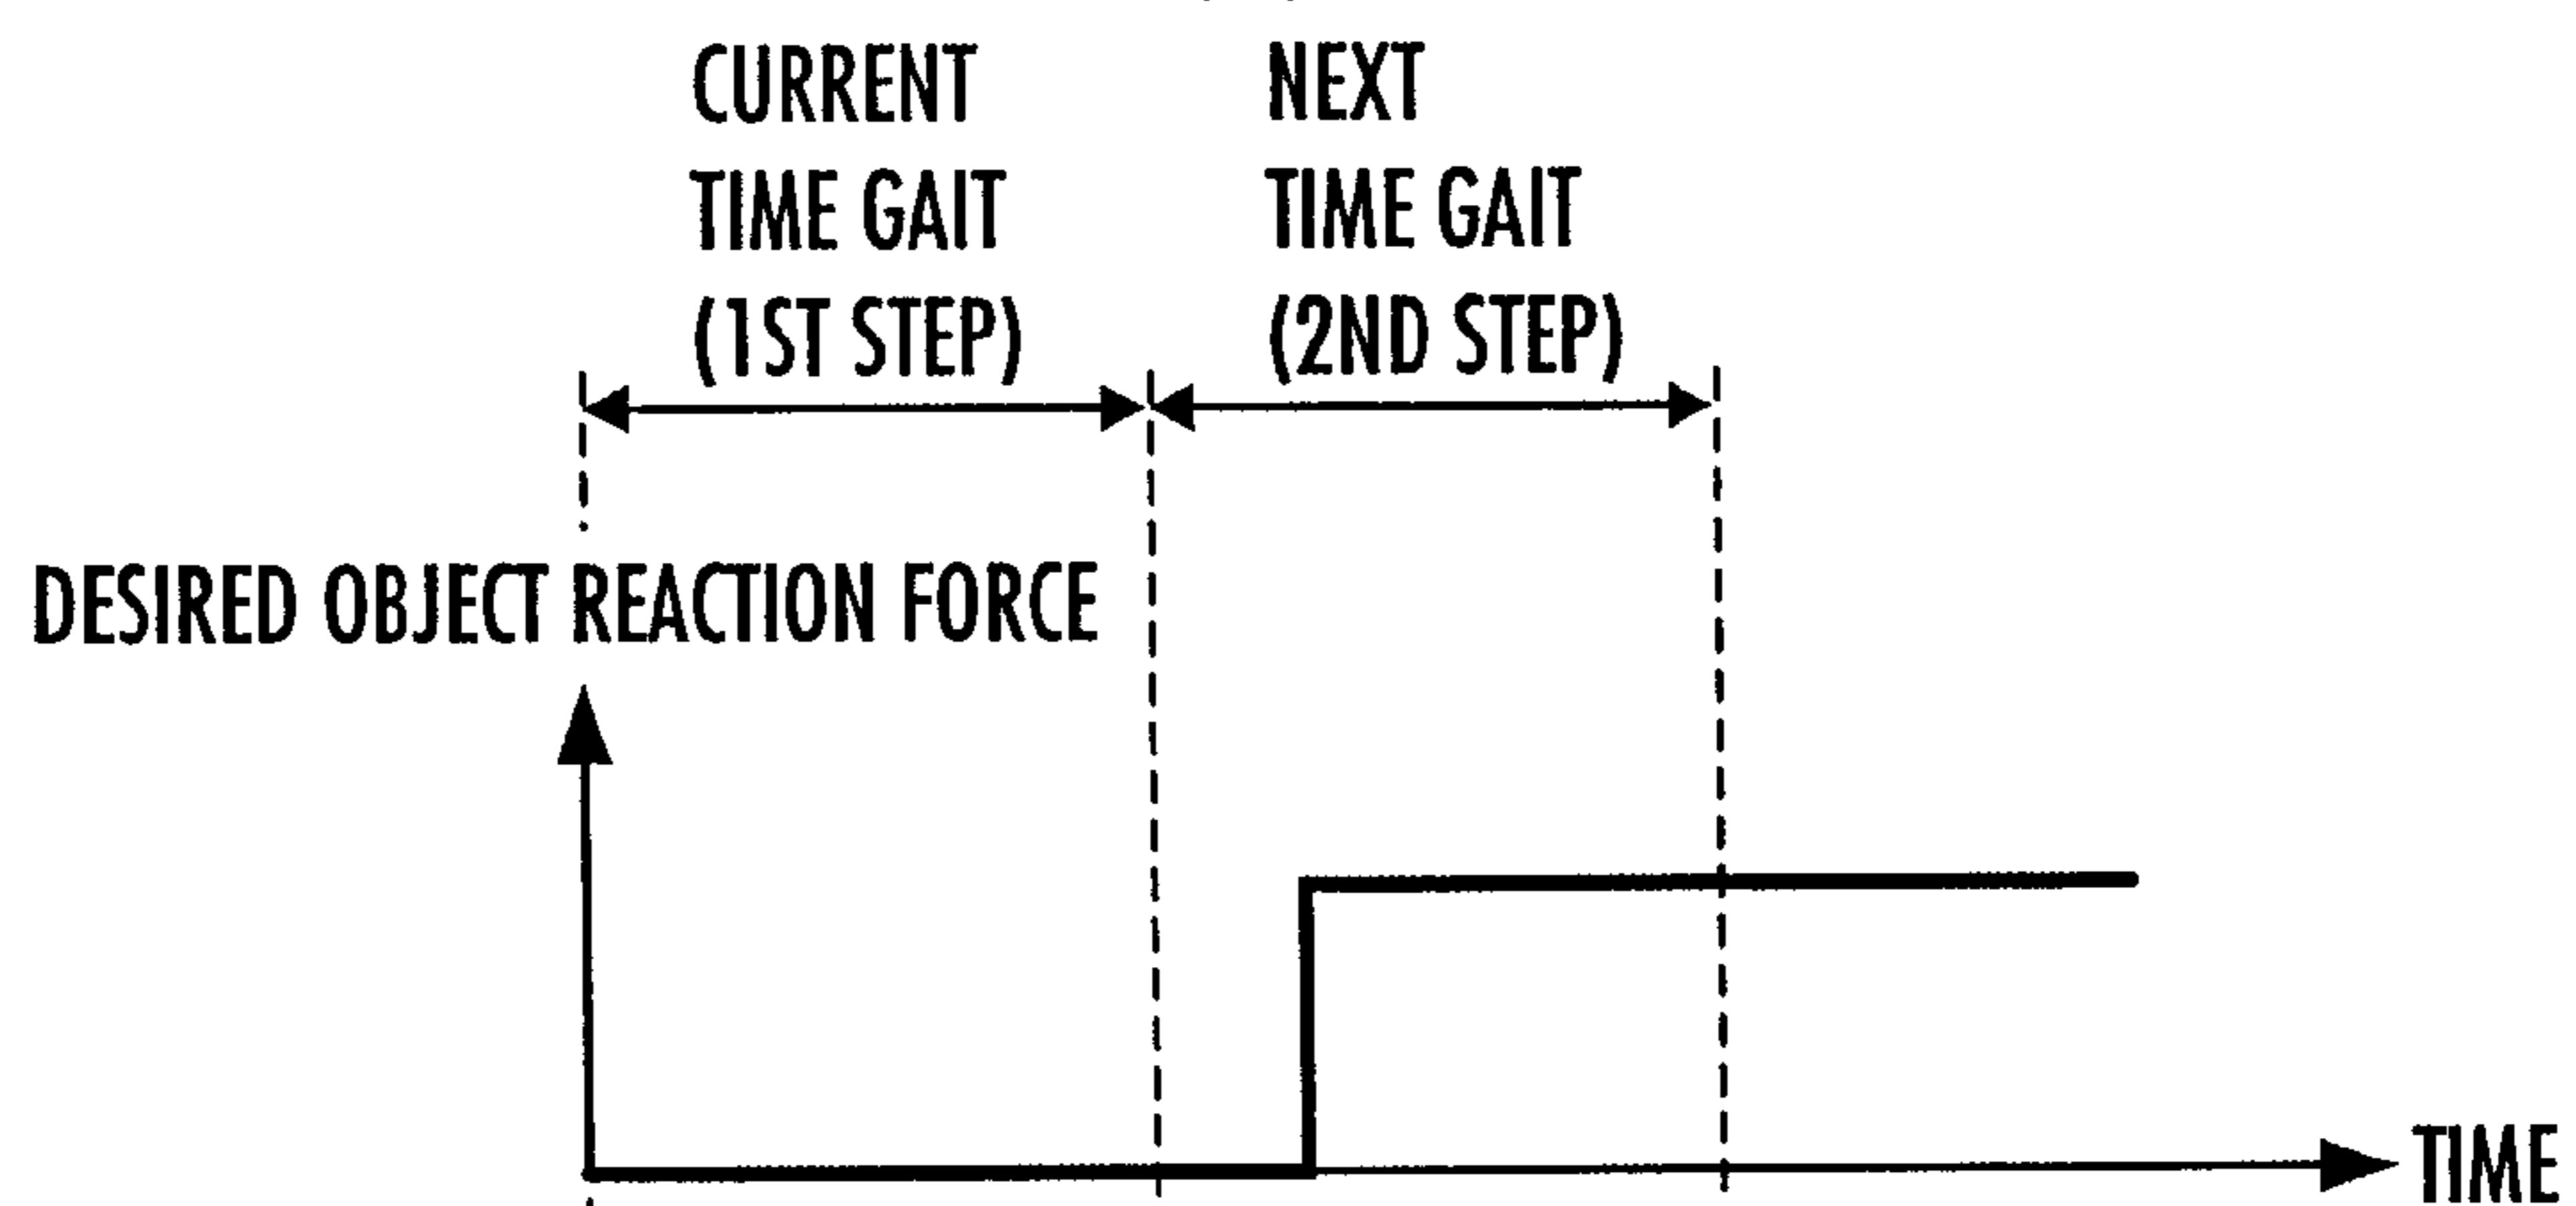 CURRENT
TIME GAIT
(1ST STEP)
NEXT
TIME GAIT
(2ND STEP)
DESIRED OBJECT REACTION FORCE
TIME